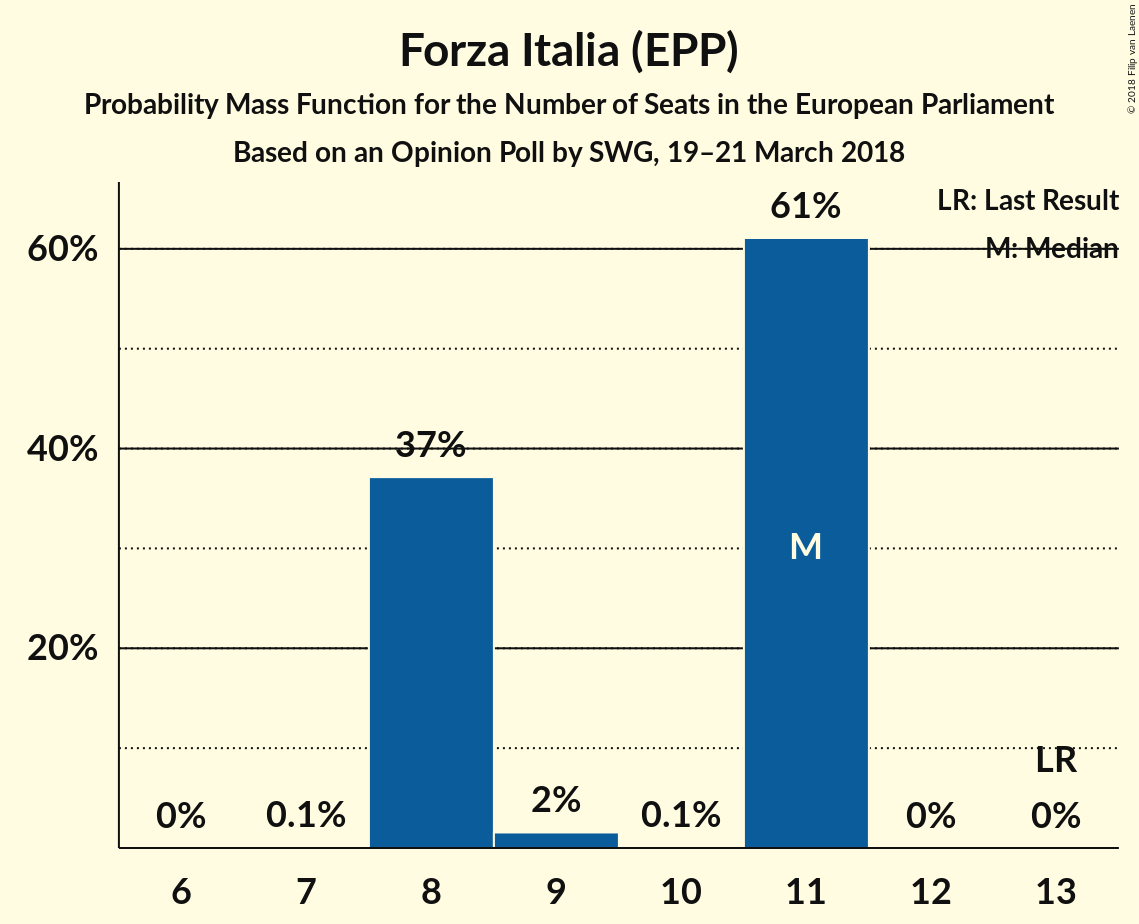 Forza Italia (EPP)
Probability Mass Function for the Number of Seats in the European Parliament
Based on an Opinion Poll by SWG, 19–21 March 2018
© 2018 Filip van Laenen
LR: Last Result
M: Median
60%
40%
20%
0%
0.1%
37%
2%
0.1%
61%
M
0%
LR
0%
6
7
8
9
10
11
12
13